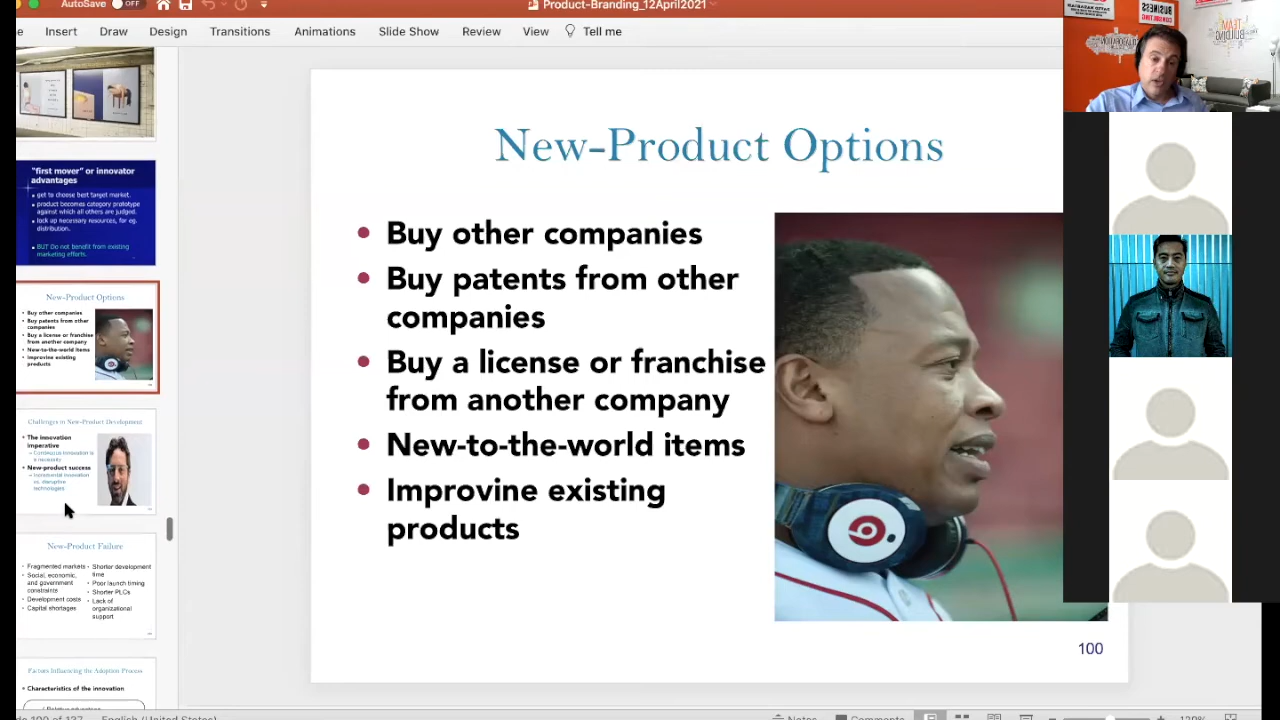 AutoSave OFF
Product-Branding_12April2021
Insert Draw Design Transitions Animations Slide Show Review View Tell me
"first mover" or innovator
advantages
get to choose best target market.
product becomes category prototype
against which all others are judged.
lock up necessary resources, for eg.
distribution.
BUT Do not benefit from existing
marketing efforts.
New-Product Options
Buy other companies
Buy patents from other
companies
Buy a license or franchise
from another company
New-to-the-world items
Improvine existing
products
Challenges in New-Product Development
The innovation
imperative
Continuous innovation is
a necessity
New-product success
Incremental innovation
vs. disruptive
technologies
New-Product Failure
Fragmented markets
Social, economic,
and government
constraints
Development costs
Capital shortages
Shorter development
time
Poor launch timing
Shorter PLCs
Lack of
organizational
support
Factors Influencing the Adoption Process
Characteristics of the innovation
New-Product Options
• Buy other companies
• Buy patents from other
companies
• Buy a license or franchise
from another company
• New-to-the-world items
• Improvine existing
products
100
BUSINESS
TEAM
BUILDING
English (United States)
Notes Comments